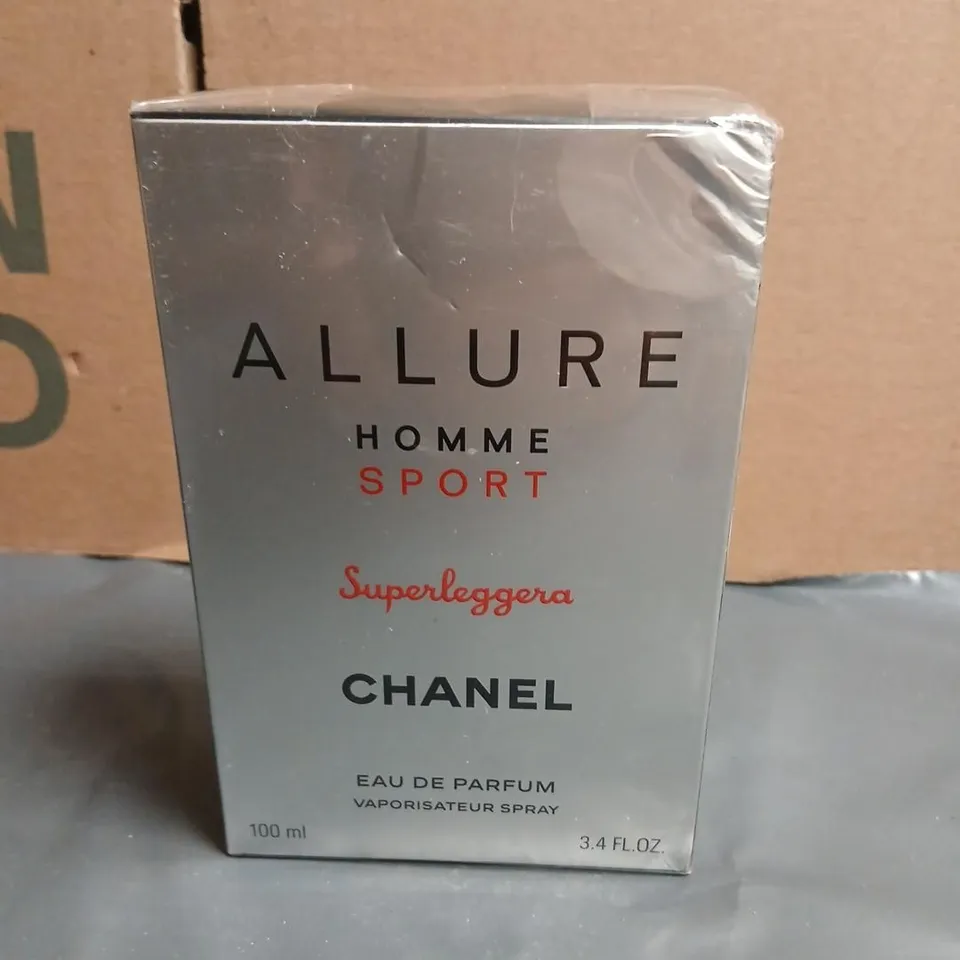 N
D
ALLURE
HOMME
SPORT
Superleggera
CHANEL
EAU DE PARFUM
VAPORISATEUR SPRAY
100 ml
3.4 FL.OZ.